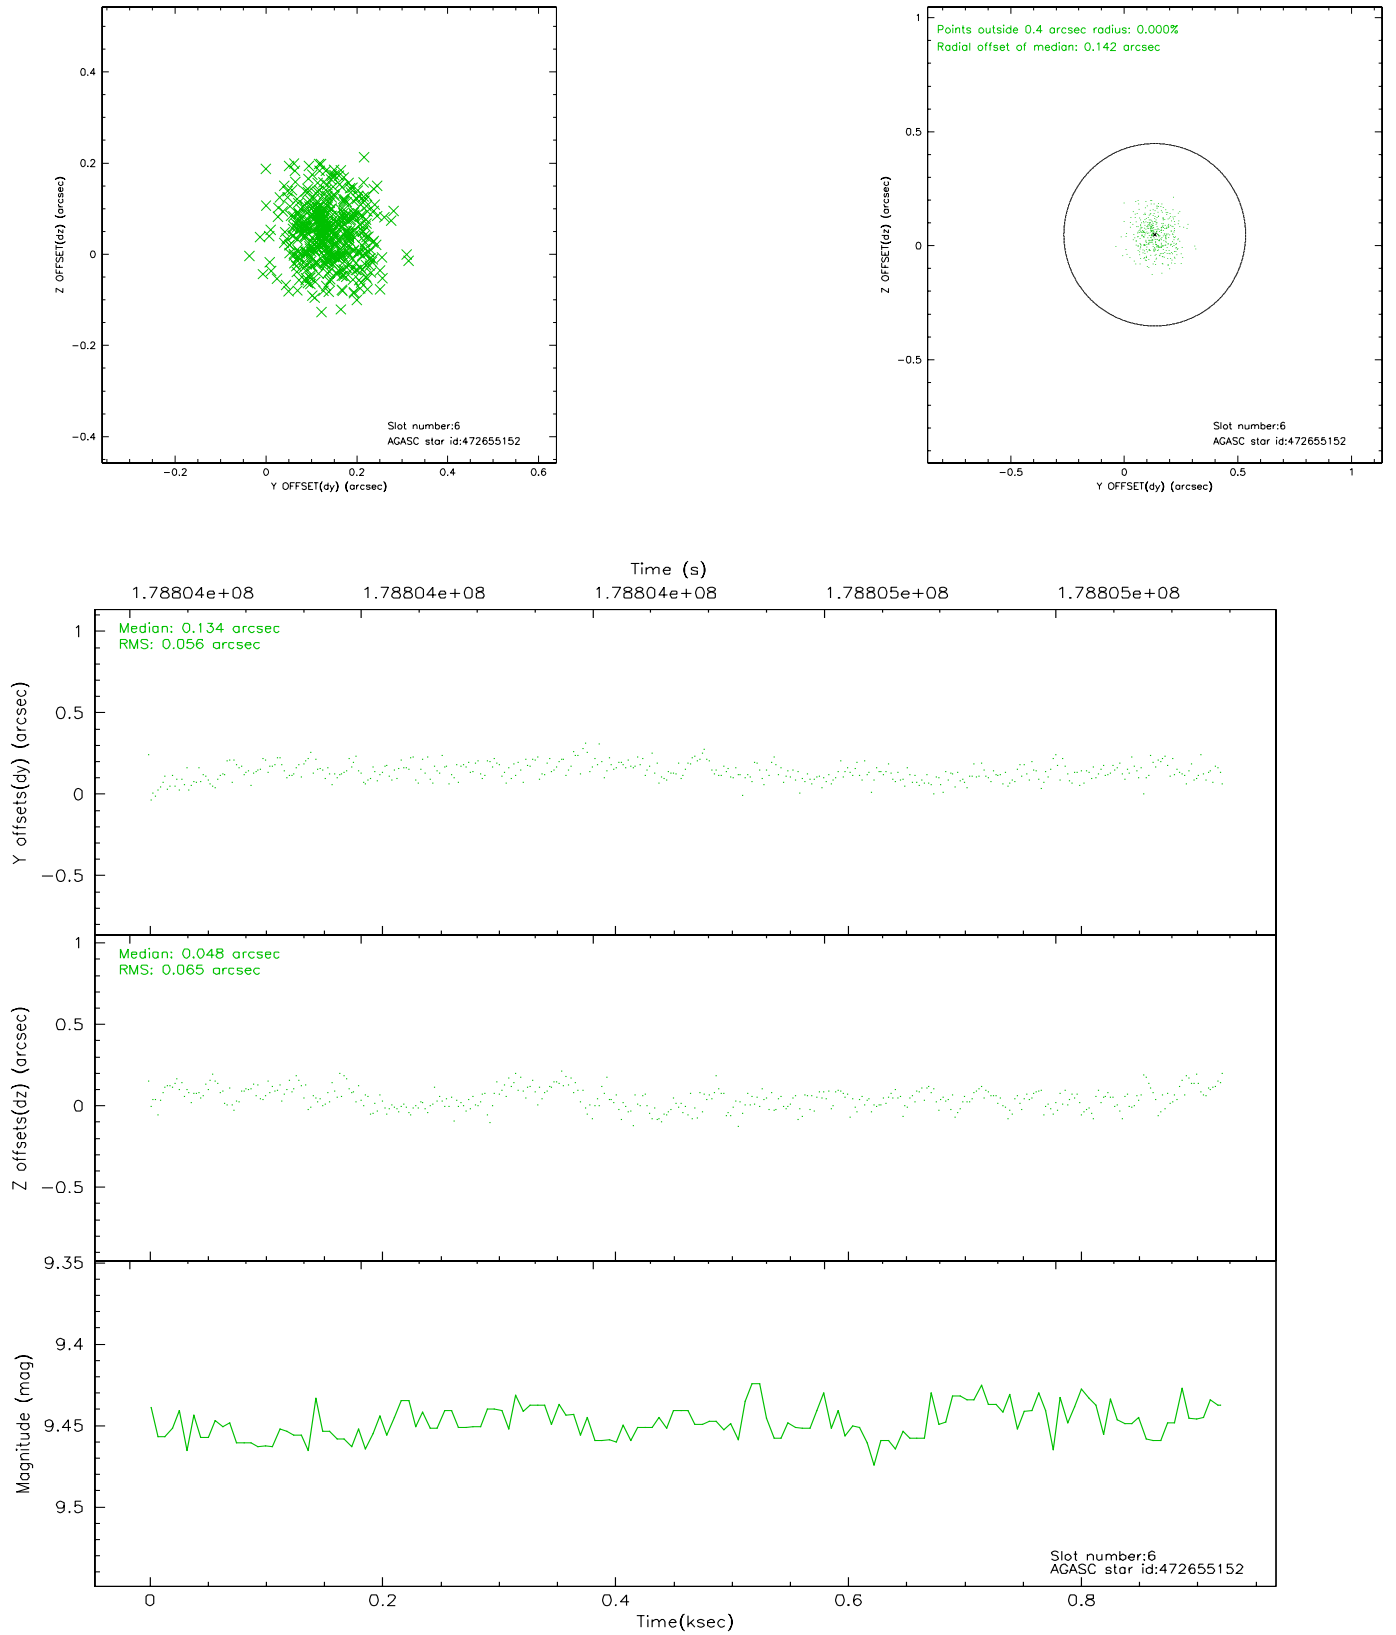 0.4
0.2
0
−0.2
−0.4
Z OFFSET(dz) (arcsec)
−0.2
0
0.2
0.4
0.6
Y OFFSET(dy) (arcsec)
Slot number:6
AGASC star id:472655152
Points outside 0.4 arcsec radius: 0.000%
Radial offset of median: 0.142 arcsec
1
0.5
0
−0.5
Z OFFSET(dz) (arcsec)
−0.5
0
0.5
1
Y OFFSET(dy) (arcsec)
Slot number:6
AGASC star id:472655152
Time (s)
1.78804e+08
1.78804e+08
1.78804e+08
1.78805e+08
1.78805e+08
Median: 0.134 arcsec
RMS: 0.056 arcsec
1
0.5
0
−0.5
Y offsets(dy) (arcsec)
Median: 0.048 arcsec
RMS: 0.065 arcsec
1
0.5
0
−0.5
Z offsets(dz) (arcsec)
9.35
9.4
9.45
9.5
Magnitude (mag)
Slot number:6
AGASC star id:472655152
0
0.2
0.4
0.6
0.8
Time(ksec)